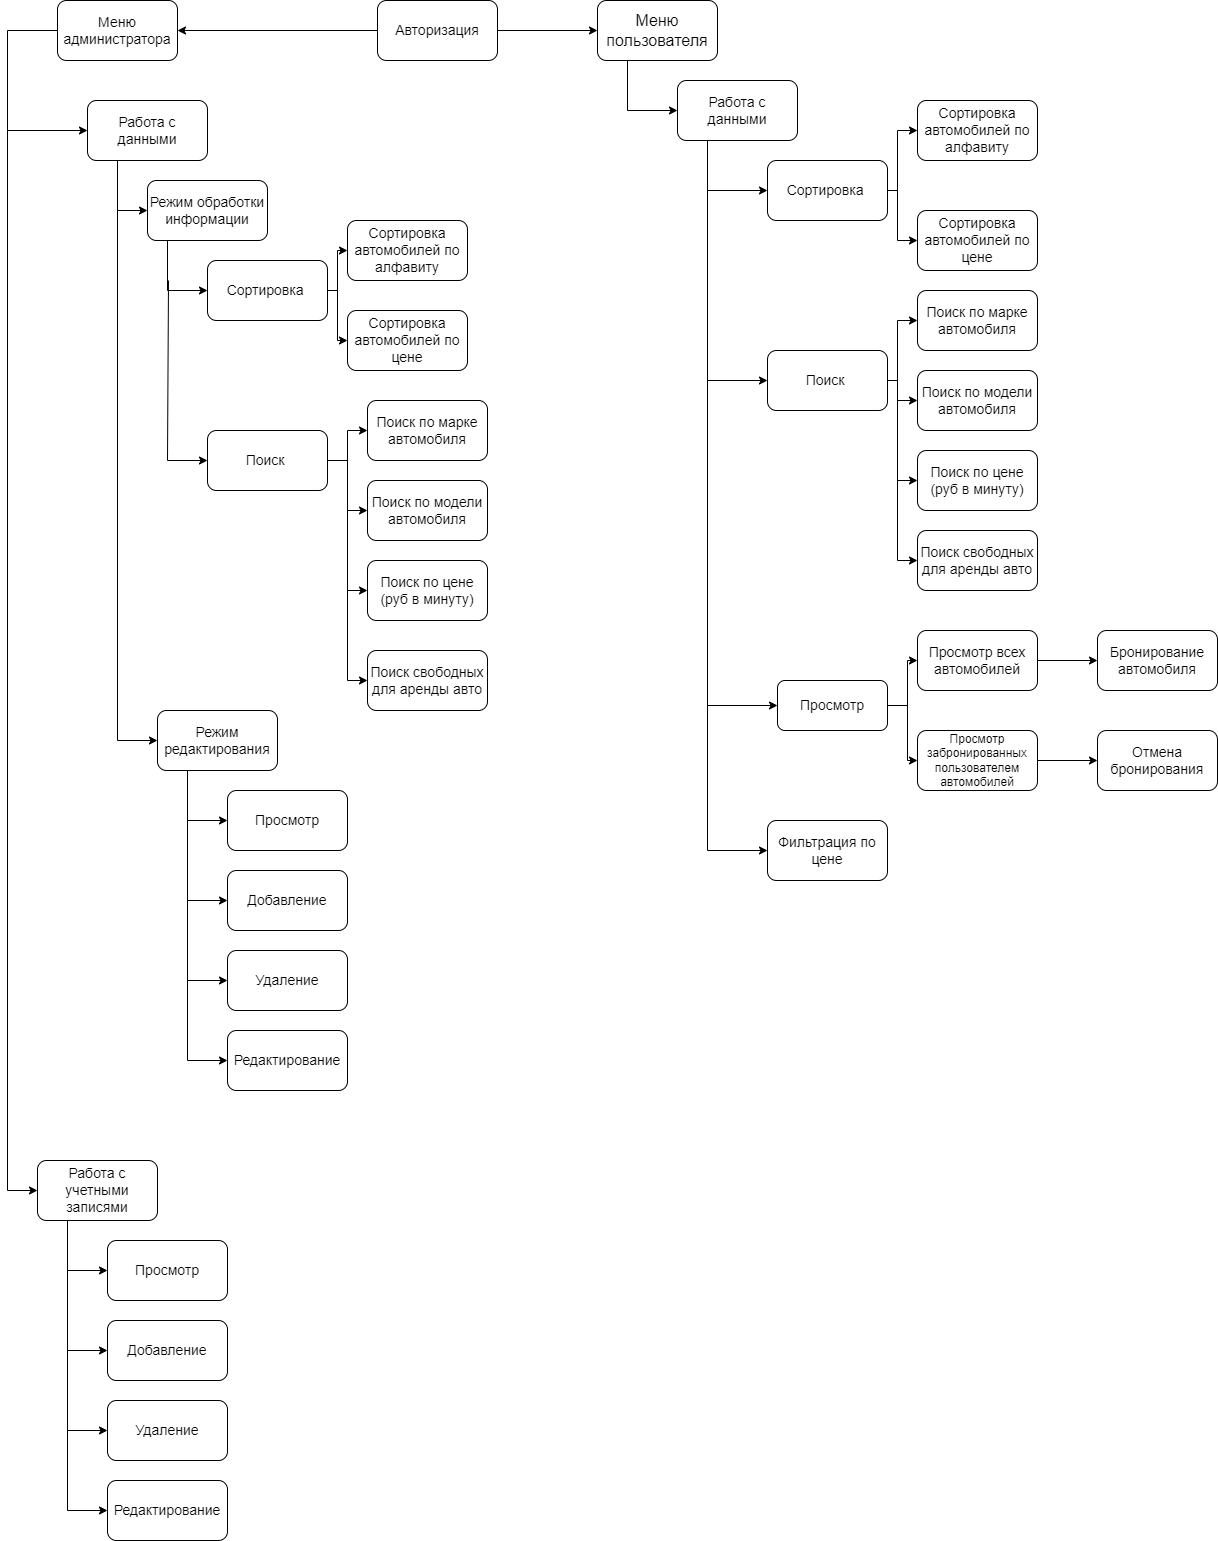 Меню
администратора
Авторизация
Меню
пользователя
Работа с
данными
Режим обработки
информации
Сортировка
Сортировка
автомобилей по
алфавиту
Сортировка
автомобилей по
цене
Поиск
Поиск по марке
автомобиля
Поиск по модели
автомобиля
Поиск по цене
(руб в минуту)
Поиск свободных
для аренды авто
Режим
редактирования
Просмотр
Добавление
Удаление
Редактирование
Работа с
учетными
записями
Просмотр
Добавление
Удаление
Редактирование
Работа с
данными
Сортировка
Сортировка
автомобилей по
алфавиту
Сортировка
автомобилей по
цене
Поиск
Поиск по марке
автомобиля
Поиск по модели
автомобиля
Поиск по цене
(руб в минуту)
Поиск свободных
для аренды авто
Просмотр
Просмотр всех
автомобилей
Бронирование
автомобиля
Просмотр
забронированных
пользователем
автомобилей
Отмена
бронирования
Фильтрация по
цене